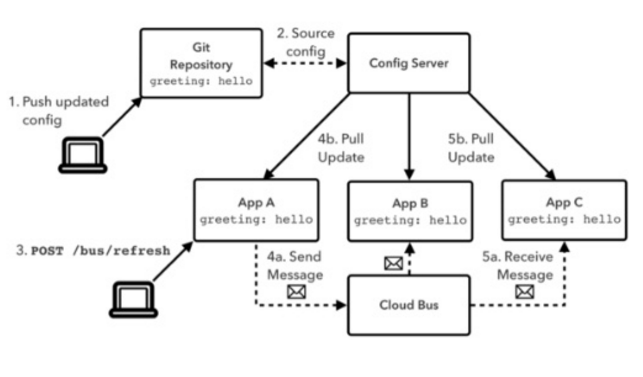 Git
Repository
greeting: hello
2. Source
config
Config Server
1. Push updated
config
4b. Pull
Update
5b. Pull
Update
App A
greeting: hello
App B
greeting: hello
App C
greeting: hello
3. POST /bus/refresh
4a. Send
Message
5a. Receive
Message
Cloud Bus